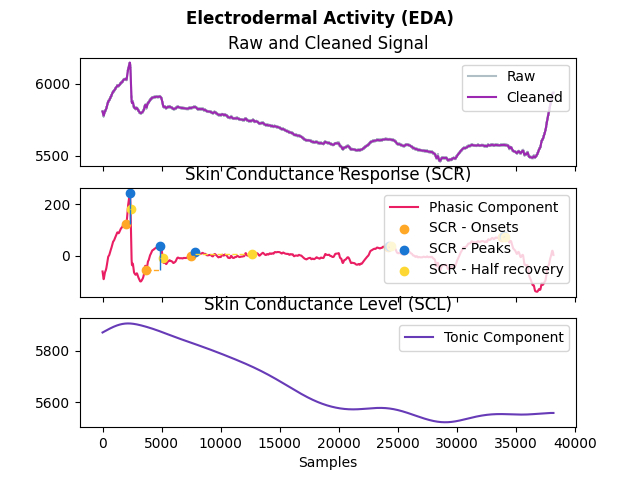 Electrodermal Activity (EDA)
Raw and Cleaned Signal
6000
5500
Raw
Cleaned
Skin Conductance Response (SCR)
200
0
Phasic Component
SCR - Onsets
SCR - Peaks
SCR - Half recovery
Skin Conductance Level (SCL)
5800
5600
Tonic Component
0 5000 10000 15000 20000 25000 30000 35000 40000
Samples